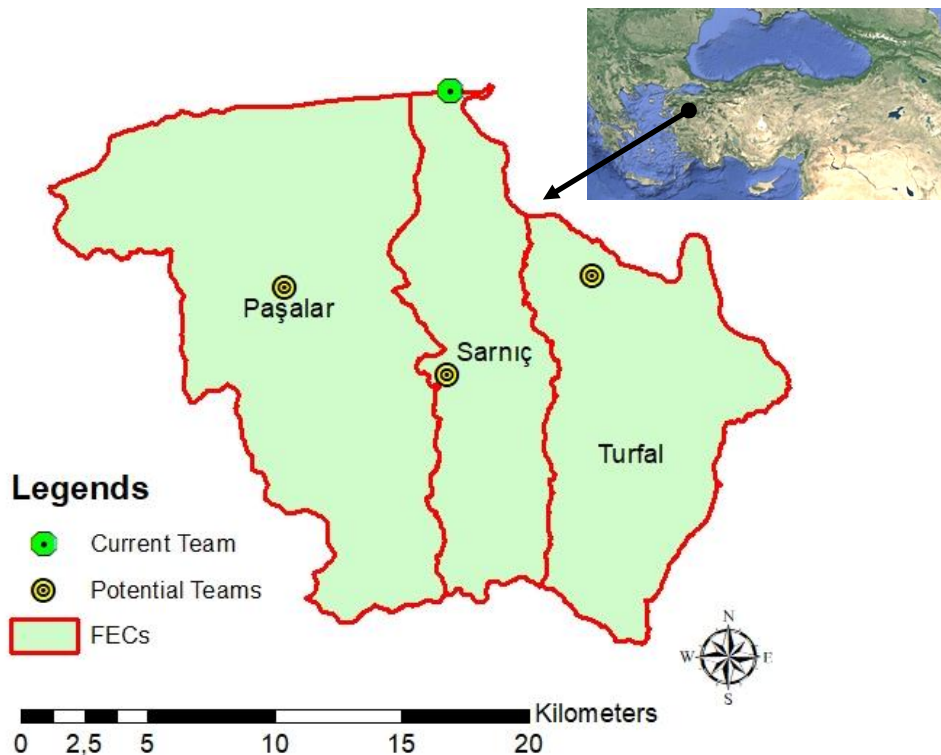 Paşalar
Sarnıç
Turfal
Legends
Current Team
Potential Teams
FECs
N
W E
S
Kilometers
0 2,5 5 10 15 20